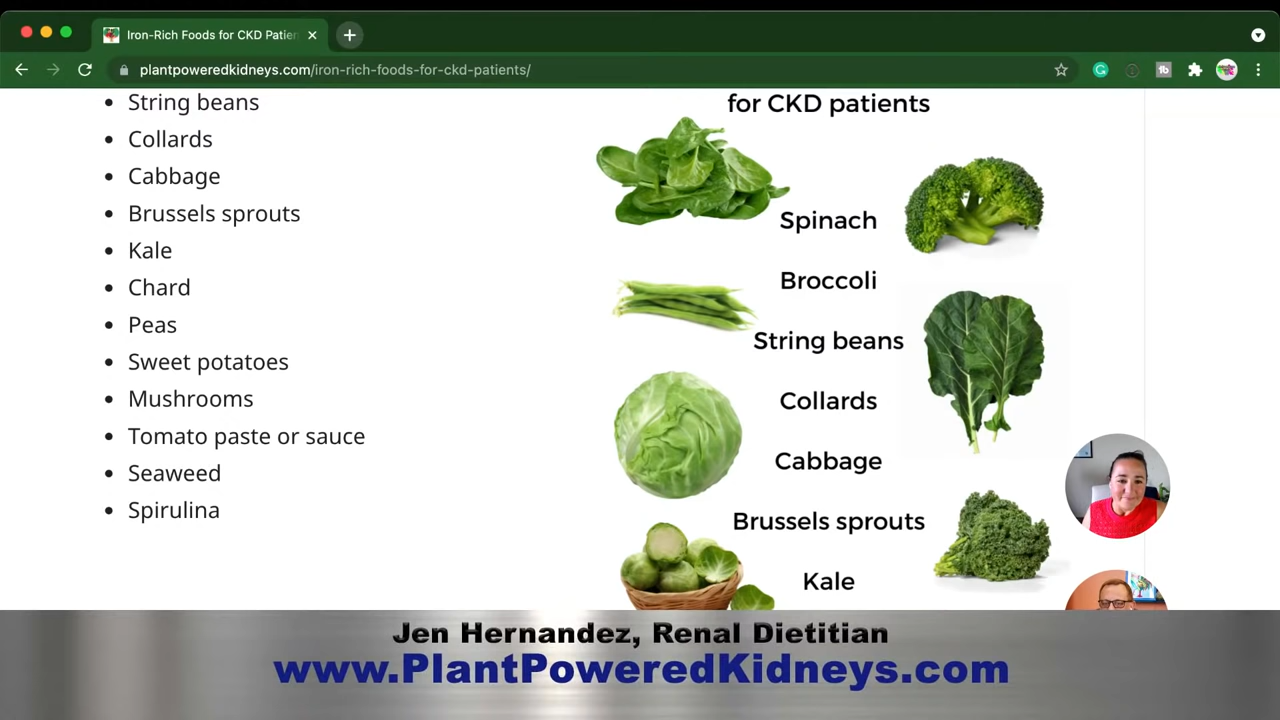 Iron-Rich Foods for CKD Patien
plantpoweredkidneys.com/iron-rich-foods-for-ckd-patients/
String beans
Collards
Cabbage
Brussels sprouts
Kale
Chard
Peas
Sweet potatoes
Mushrooms
Tomato paste or sauce
Seaweed
Spirulina
for CKD patients
Spinach
Broccoli
String beans
Collards
Cabbage
Brussels sprouts
Kale
Jen Hernandez, Renal Dietitian
www.PlantPoweredKidneys.com